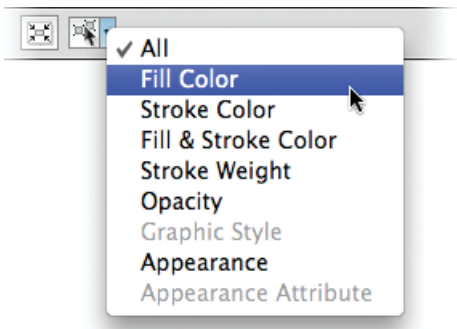 All
Fill Color
Stroke Color
Fill & Stroke Color
Stroke Weight
Opacity
Graphic Style
Appearance
Appearance Attribute